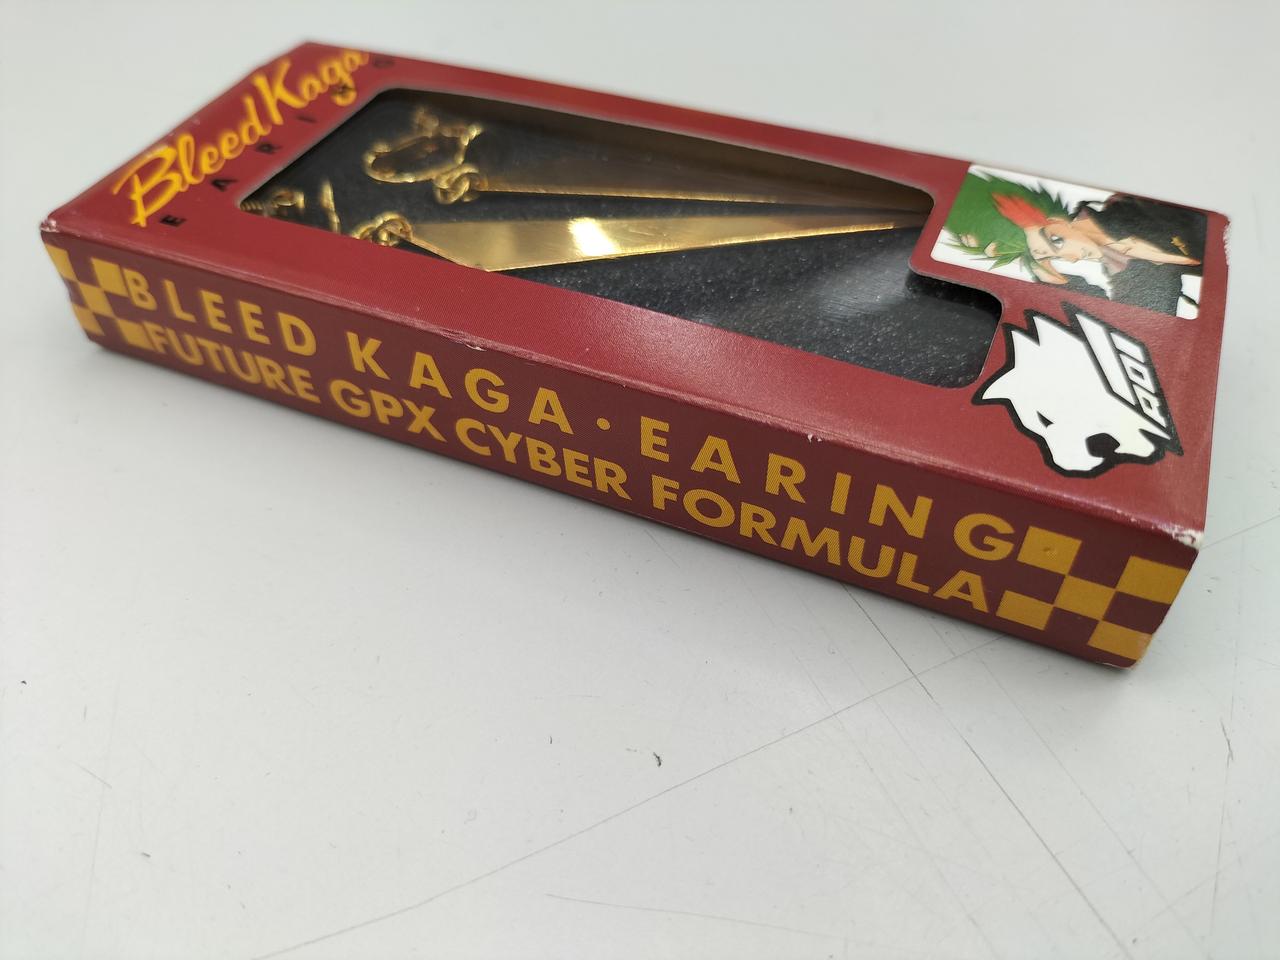 Bleed Kaga
EARING
BLEED KAGA・EARING
FUTURE GPX CYBER FORMULA